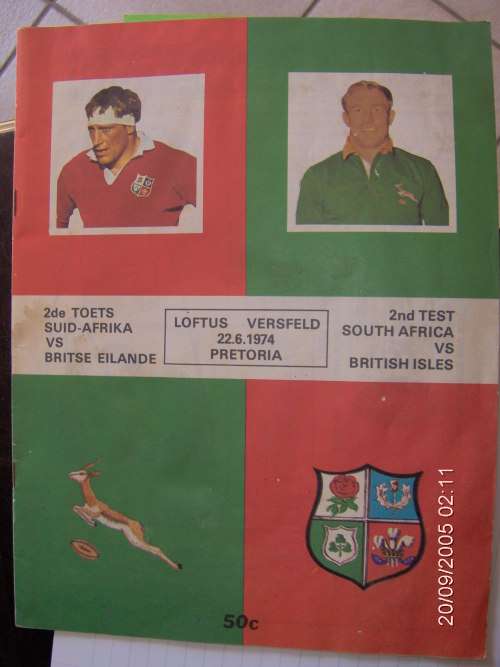 2de TOETS
SUID-AFRIKA
VS
BRITSE EILANDE
LOFTUS VERSFELD
22.6.1974
PRETORIA
2nd TEST
SOUTH AFRICA
VS
BRITISH ISLES
50c
20/09/2005 02:11